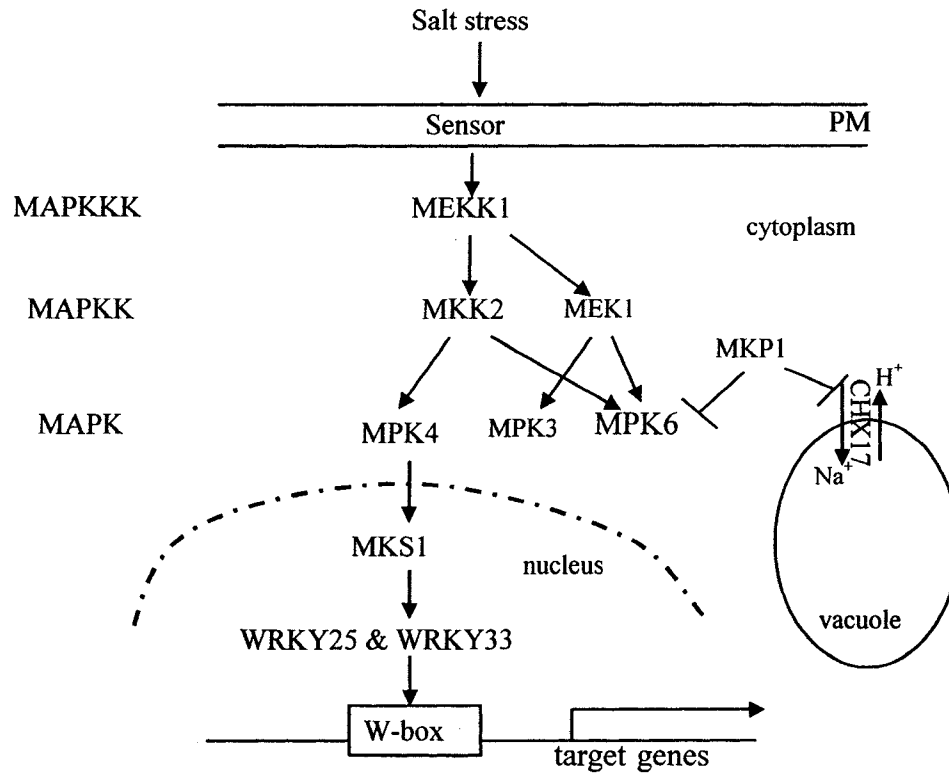 Salt stress
Sensor PM
MAPKKK MEKK1
cytoplasm
MAPKK MKK2 MEK1
MKP1
H+
CHX17
MAPK MPK4 MPK3 MPK6
Na+
MKS1
nucleus
vacuole
WRKY25 & WRKY33
W-box
target genes